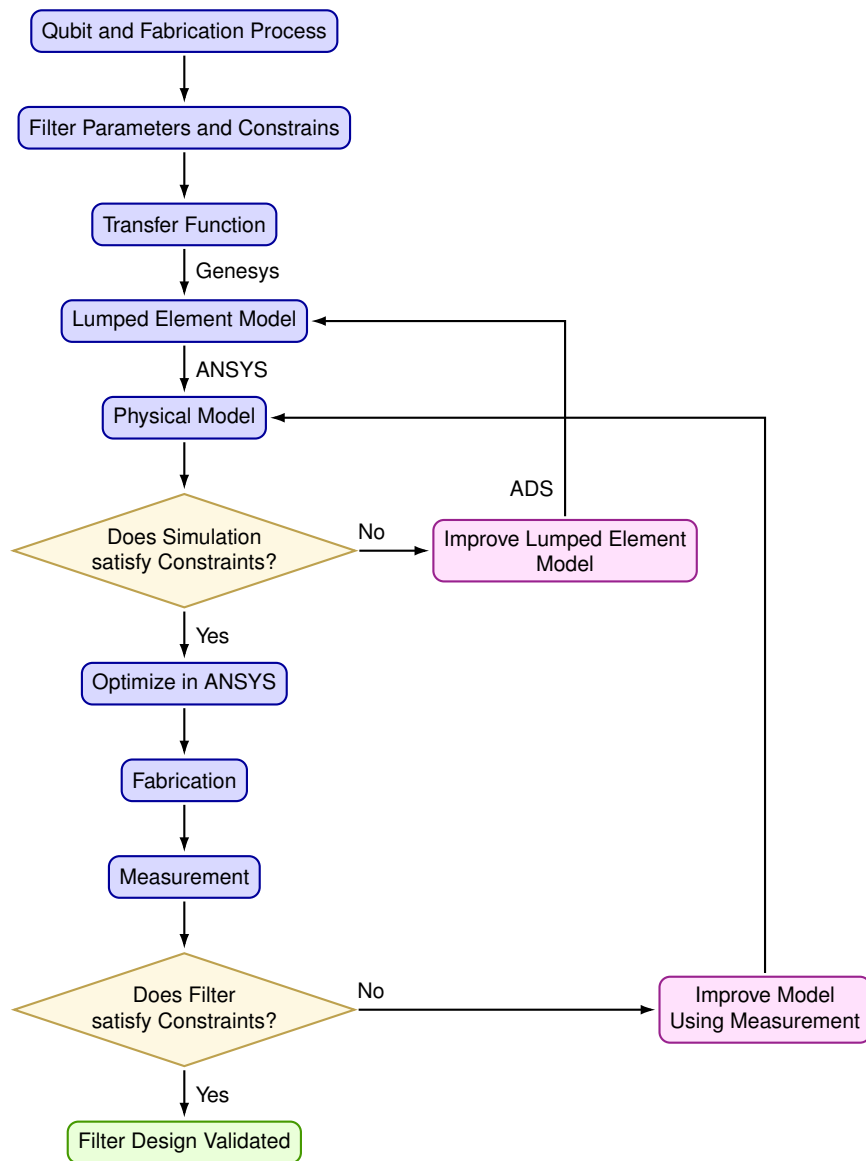 Qubit and Fabrication Process
Filter Parameters and Constrains
Transfer Function
Genesys
Lumped Element Model
ANSYS
Physical Model
ADS
Does Simulation
satisfy Constraints?
No
Improve Lumped Element
Model
Yes
Optimize in ANSYS
Fabrication
Measurement
Does Filter
satisfy Constraints?
No
Improve Model
Using Measurement
Yes
Filter Design Validated